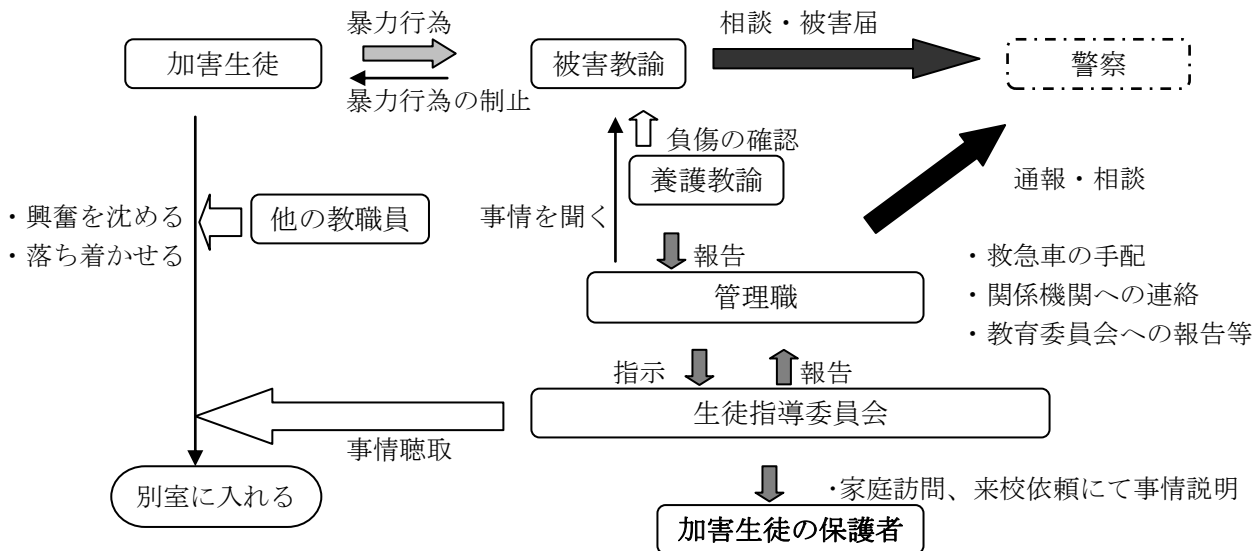 暴力行為
相談・被害届
加害生徒
被害教諭
警察
暴力行為の制止
負傷の確認
養護教諭
通報・相談
・興奮を沈める
他の教職員
事情を聞く
・落ち着かせる
報告
・救急車の手配
管理職
・関係機関への連絡
・教育委員会への報告等
指示
報告
生徒指導委員会
事情聴取
別室に入れる
・家庭訪問、来校依頼にて事情説明
加害生徒の保護者